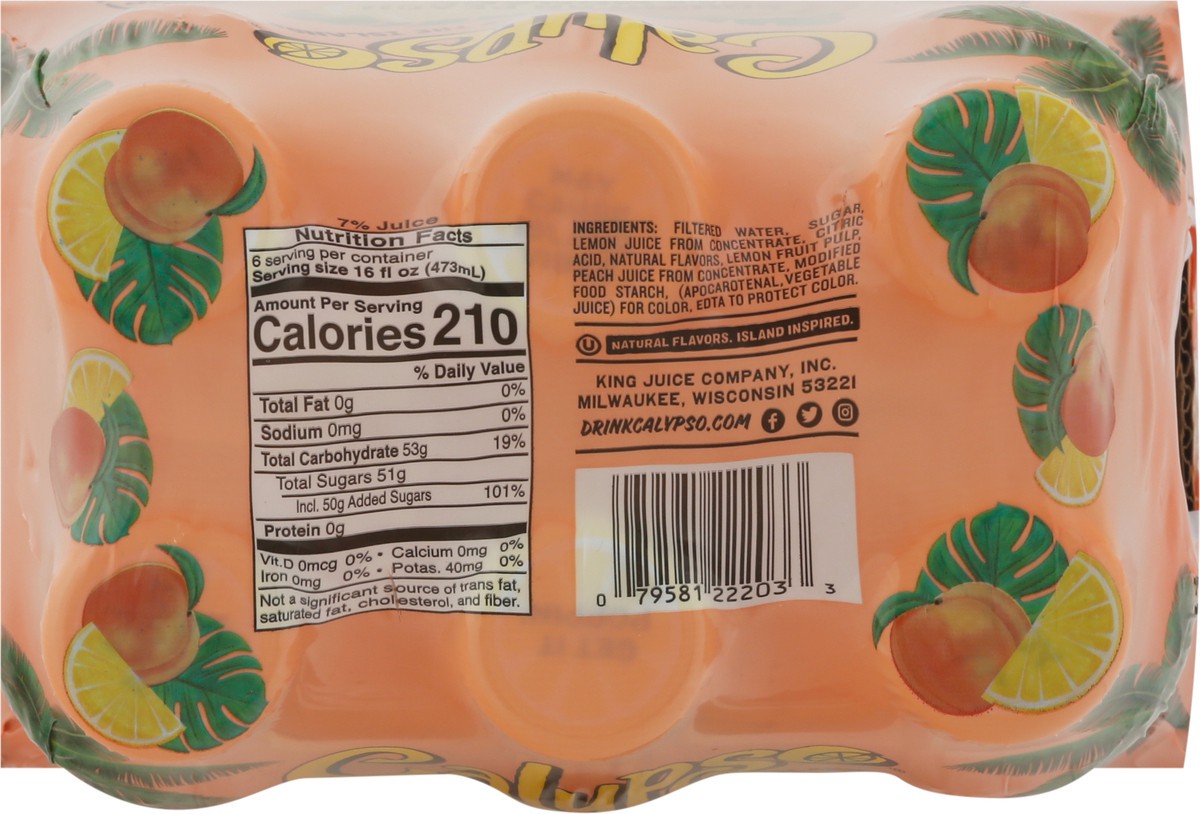 Calypso
7% Juice
Nutrition Facts
6 serving per container
Serving size 16 fl oz (473mL)
Amount Per Serving
Calories 210
% Daily Value
Total Fat 0g 0%
Sodium 0mg 0%
Total Carbohydrate 53g 19%
Total Sugars 51g
Incl. 50g Added Sugars 101%
Protein 0g
Vit.D 0mcg 0% • Calcium 0mg 0%
Iron 0mg 0% • Potas. 40mg 0%
Not a significant source of trans fat,
saturated fat, cholesterol, and fiber.
INGREDIENTS: FILTERED WATER, SUGAR,
LEMON JUICE FROM CONCENTRATE, CITRIC
ACID, NATURAL FLAVORS, LEMON FRUIT PULP,
PEACH JUICE FROM CONCENTRATE, MODIFIED
FOOD STARCH, (APOCAROTENAL, VEGETABLE
JUICE) FOR COLOR, EDTA TO PROTECT COLOR.
U NATURAL FLAVORS. ISLAND INSPIRED.
KING JUICE COMPANY, INC.
MILWAUKEE, WISCONSIN 53221
DRINKCALYPSO.COM
0 79581 22203 3
Calypso